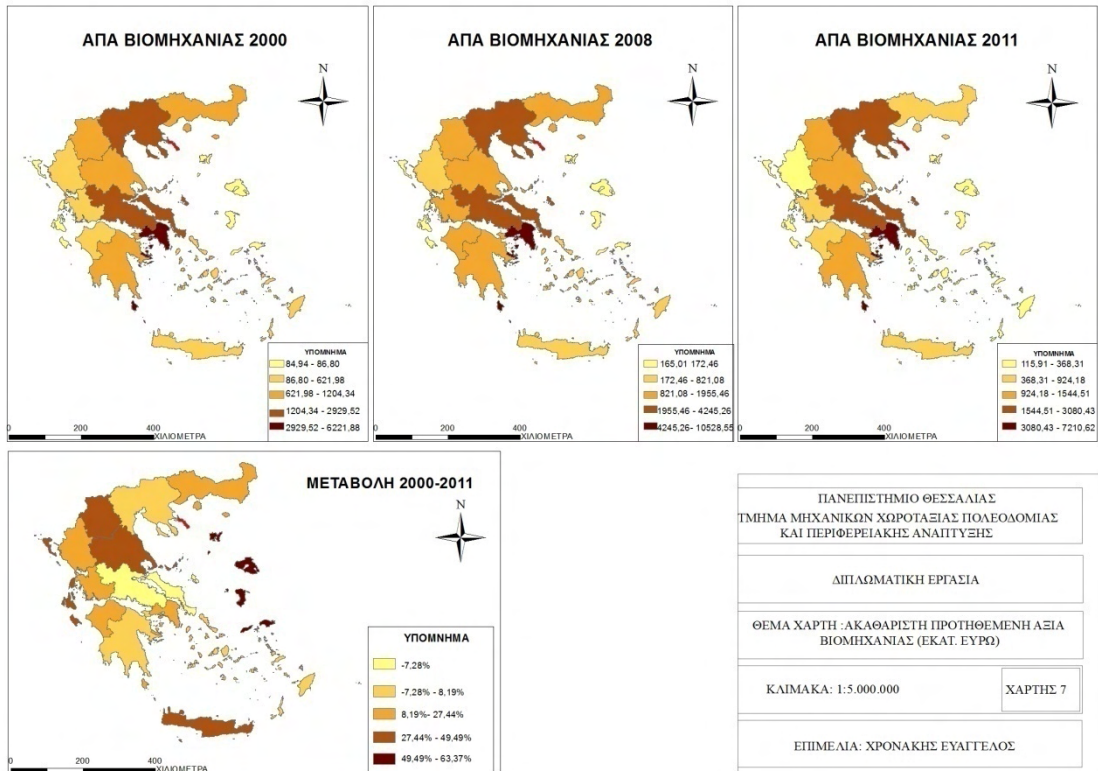 ΑΠΑ ΒΙΟΜΗΧΑΝΙΑΣ 2000
N
ΥΠΟΜΝΗΜΑ
84,94 - 86,80
86,80 - 621,98
621,98 - 1204,34
1204,34 - 2929,52
2929,52 - 6221,88
0 200 400
ΧΙΛΙΟΜΕΤΡΑ
ΑΠΑ ΒΙΟΜΗΧΑΝΙΑΣ 2008
N
ΥΠΟΜΝΗΜΑ
165,01 172,46
172,46 - 821,08
821,08 - 1955,46
1955,46 - 4245,26
4245,26- 10528,55
0 200 400
ΧΙΛΙΟΜΕΤΡΑ
ΑΠΑ ΒΙΟΜΗΧΑΝΙΑΣ 2011
N
ΥΠΟΜΝΗΜΑ
115,91 - 368,31
368,31 - 924,18
924,18 - 1544,51
1544,51 - 3080,43
3080,43 - 7210,62
0 200 400
ΧΙΛΙΟΜΕΤΡΑ
ΜΕΤΑΒΟΛΗ 2000-2011
N
ΥΠΟΜΝΗΜΑ
-7,28%
-7,28% - 8,19%
8,19%- 27,44%
27,44% - 49,49%
49,49% - 63,37%
0 200 400
ΧΙΛΙΟΜΕΤΡΑ
ΠΑΝΕΠΙΣΤΗΜΙΟ ΘΕΣΣΑΛΙΑΣ
ΤΜΗΜΑ ΜΗΧΑΝΙΚΩΝ ΧΩΡΟΤΑΞΙΑΣ ΠΟΛΕΟΔΟΜΙΑΣ
ΚΑΙ ΠΕΡΙΦΕΡΕΙΑΚΗΣ ΑΝΑΠΤΥΞΗΣ
ΔΙΠΛΩΜΑΤΙΚΗ ΕΡΓΑΣΙΑ
ΘΕΜΑ ΧΑΡΤΗ :ΑΚΑΘΑΡΙΣΤΗ ΠΡΟΤΗΘΕΜΕΝΗ ΑΞΙΑ
ΒΙΟΜΗΧΑΝΙΑΣ (ΕΚΑΤ. ΕΥΡΩ)
ΚΛΙΜΑΚΑ: 1:5.000.000
ΧΑΡΤΗΣ 7
ΕΠΙΜΕΛΙΑ: ΧΡΟΝΑΚΗΣ ΕΥΑΓΓΕΛΟΣ